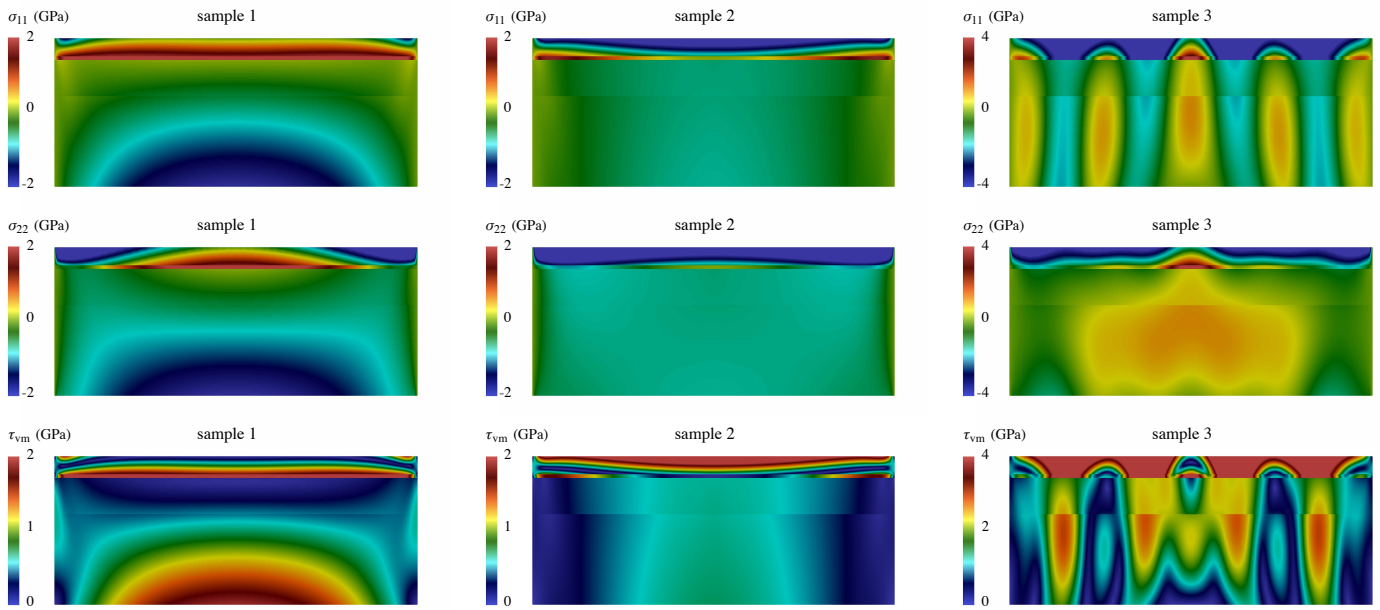 σ11 (GPa) sample 1 σ11 (GPa) sample 2 σ11 (GPa) sample 3
2 2 4
0 0 0
-2 -2 -4
σ22 (GPa) sample 1 σ22 (GPa) sample 2 σ22 (GPa) sample 3
2 2 4
0 0 0
-2 -2 -4
τvm (GPa) sample 1 τvm (GPa) sample 2 τvm (GPa) sample 3
2 2 4
1 1 2
0 0 0